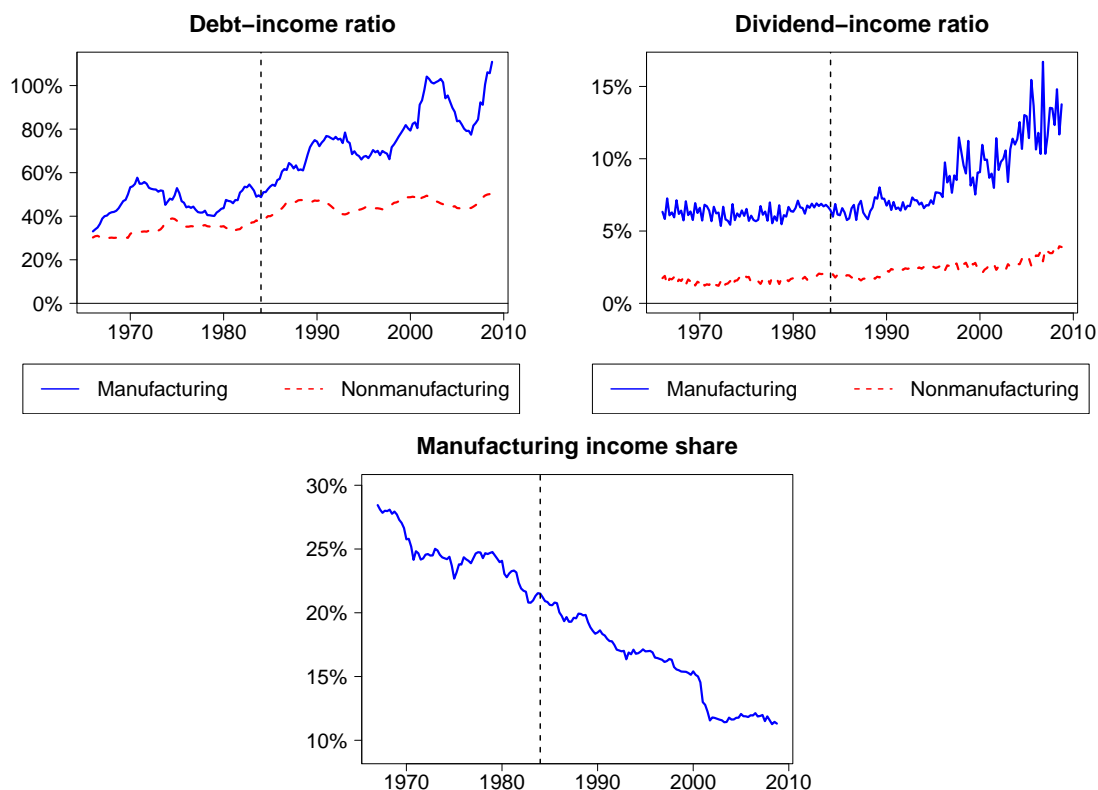 Debt−income ratio
100%
80%
60%
40%
20%
0%
1970 1980 1990 2000 2010
Manufacturing Nonmanufacturing
Dividend−income ratio
15%
10%
5%
0%
1970 1980 1990 2000 2010
Manufacturing Nonmanufacturing
Manufacturing income share
30%
25%
20%
15%
10%
1970 1980 1990 2000 2010